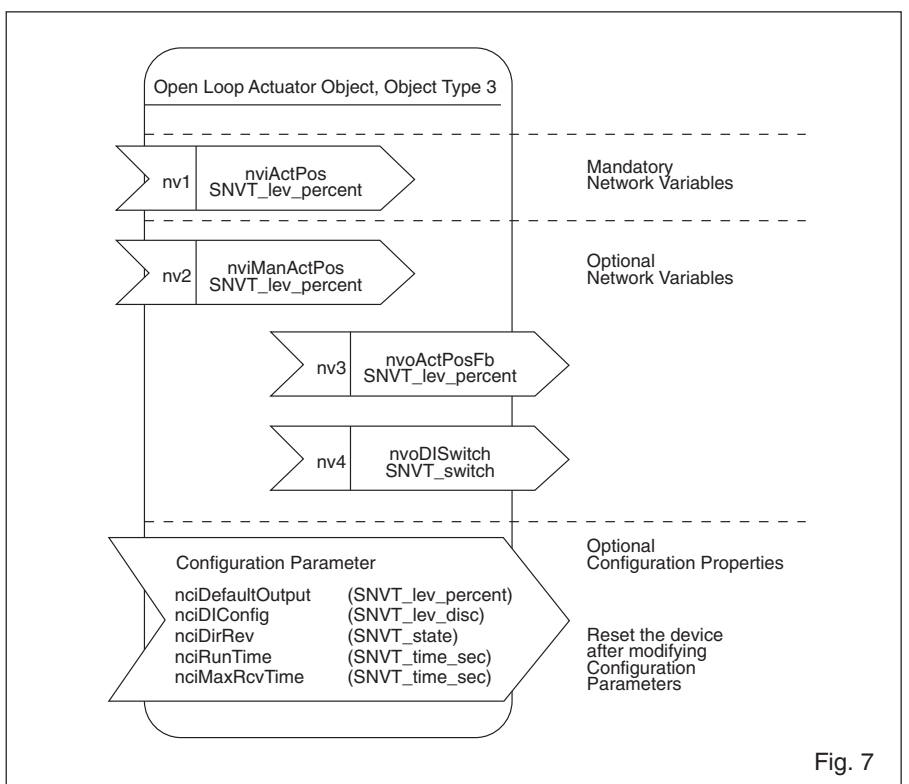 Open Loop Actuator Object, Object Type 3
nv1
nviActPos
SNVT_lev_percent
Mandatory
Network Variables
nv2
nviManActPos
SNVT_lev_percent
Optional
Network Variables
nv3
nvoActPosFb
SNVT_lev_percent
nv4
nvoDISwitch
SNVT_switch
Configuration Parameter
nciDefaultOutput (SNVT_lev_percent)
nciDIConfig (SNVT_lev_disc)
nciDirRev (SNVT_state)
nciRunTime (SNVT_time_sec)
nciMaxRcvTime (SNVT_time_sec)
Optional
Configuration Properties
Reset the device
after modifying
Configuration
Parameters
Fig. 7